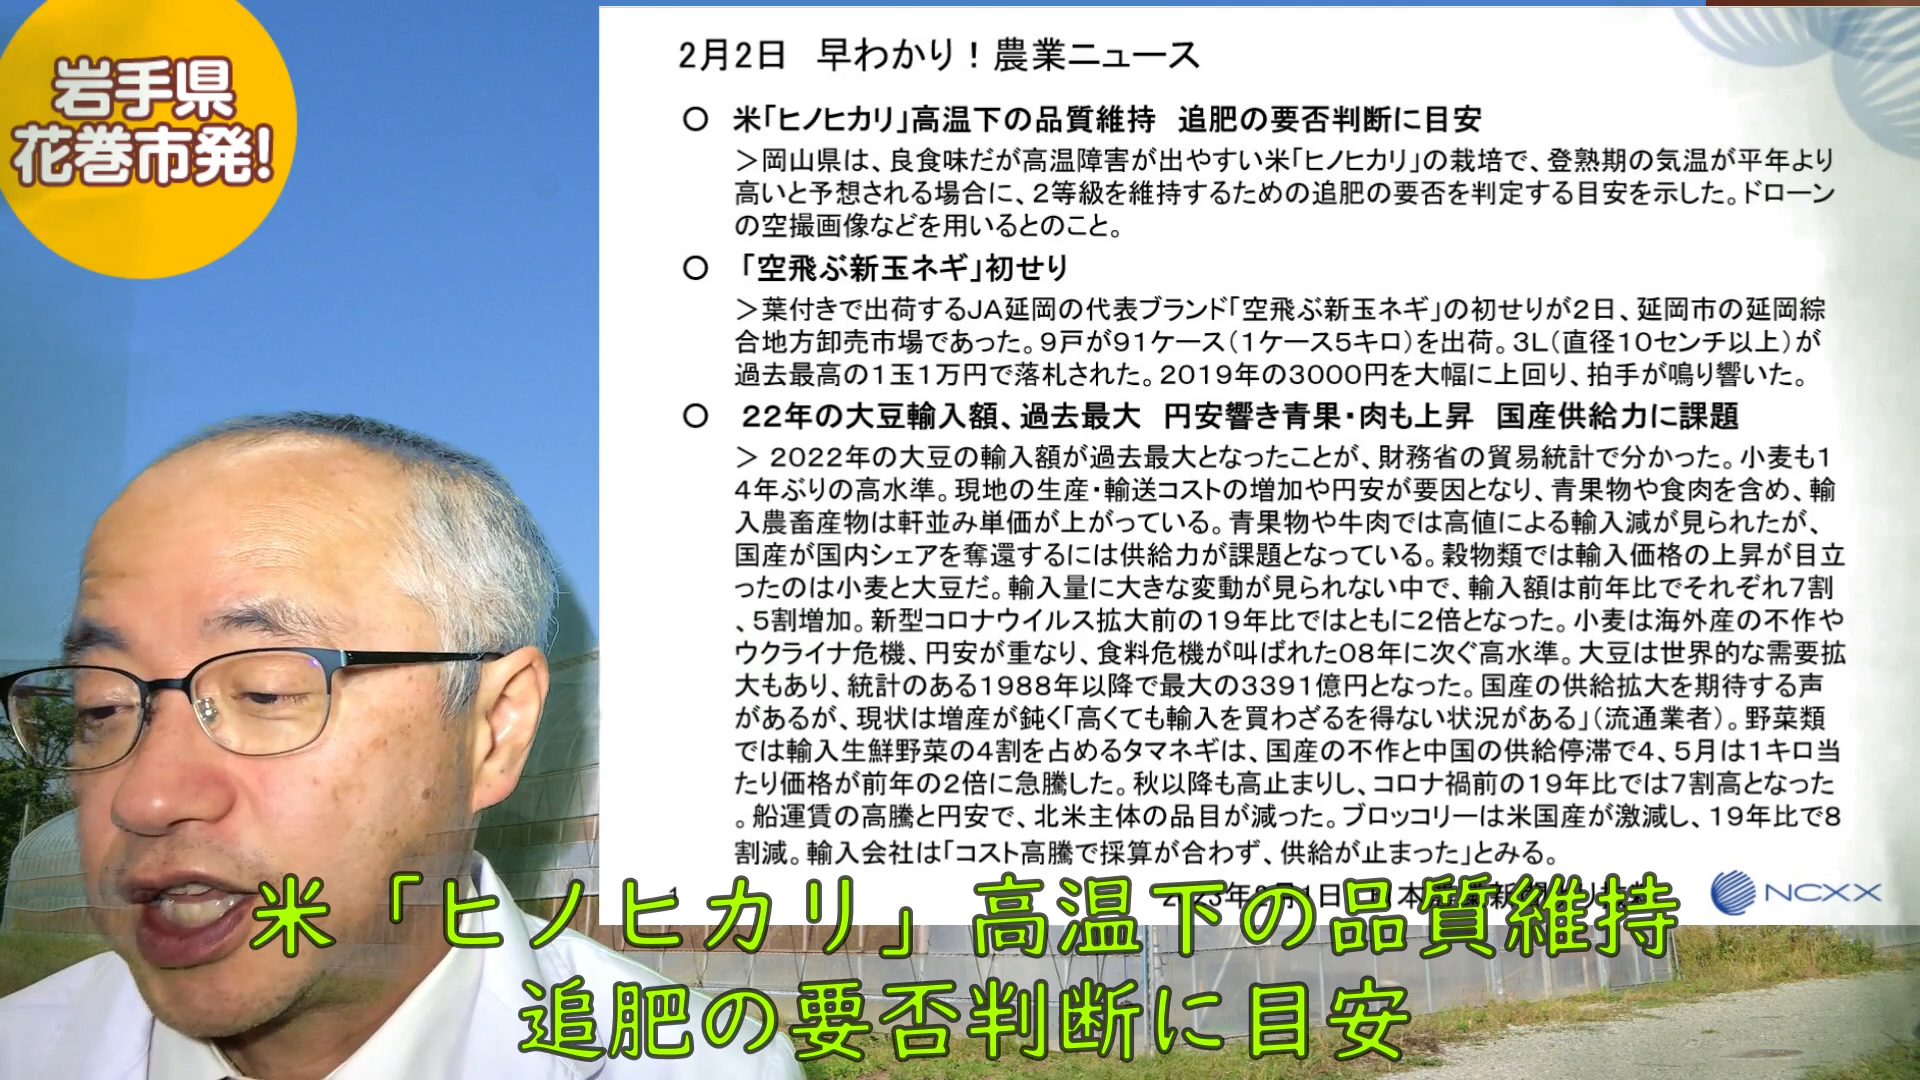 岩手県
花巻市発!
2月2日 早わかり！農業ニュース
○ 米「ヒノヒカリ」高温下の品質維持 追肥の要否判断に目安
＞岡山県は、良食味だが高温障害が出やすい米「ヒノヒカリ」の栽培で、登熟期の気温が平年より
高いと予想される場合に、２等級を維持するための追肥の要否を判定する目安を示した。ドローン
の空撮画像などを用いるとのこと。
○ 「空飛ぶ新玉ネギ」初せり
＞葉付きで出荷するJA延岡の代表ブランド「空飛ぶ新玉ネギ」の初せりが２日、延岡市の延岡綜
合地方卸売市場であった。９戸が９１ケース（１ケース５キロ）を出荷。３L（直径１０センチ以上）が
過去最高の１玉１万円で落札された。２０１９年の３０００円を大幅に上回り、拍手が鳴り響いた。
○ ２２年の大豆輸入額、過去最大 円安響き青果・肉も上昇 国産供給力に課題
＞ ２０２２年の大豆の輸入額が過去最大となったことが、財務省の貿易統計で分かった。小麦も１
４年ぶりの高水準。現地の生産・輸送コストの増加や円安が要因となり、青果物や食肉を含め、輸
入農畜産物は軒並み単価が上がっている。青果物や牛肉では高値による輸入減が見られたが、
国産が国内シェアを奪還するには供給力が課題となっている。穀物類では輸入価格の上昇が目立
ったのは小麦と大豆だ。輸入量に大きな変動が見られない中で、輸入額は前年比でそれぞれ７割
、５割増加。新型コロナウイルス拡大前の１９年比ではともに２倍となった。小麦は海外産の不作や
ウクライナ危機、円安が重なり、食料危機が叫ばれた０８年に次ぐ高水準。大豆は世界的な需要拡
大もあり、統計のある１９８８年以降で最大の３３９１億円となった。国産の供給拡大を期待する声
があるが、現状は増産が鈍く「高くても輸入を買わざるを得ない状況がある」（流通業者）。野菜類
では輸入生鮮野菜の４割を占めるタマネギは、国産の不作と中国の供給停滞で４、５月は１キロ当
たり価格が前年の２倍に急騰した。秋以降も高止まりし、コロナ禍前の１９年比では７割高となった
。船運賃の高騰と円安で、北米主体の品目が減った。ブロッコリーは米国産が激減し、１９年比で８
割減。輸入会社は「コスト高騰で採算が合わず、供給が止まった」とみる。
1
NCXX
米「ヒノヒカリ」高温下の品質維持
追肥の要否判断に目安